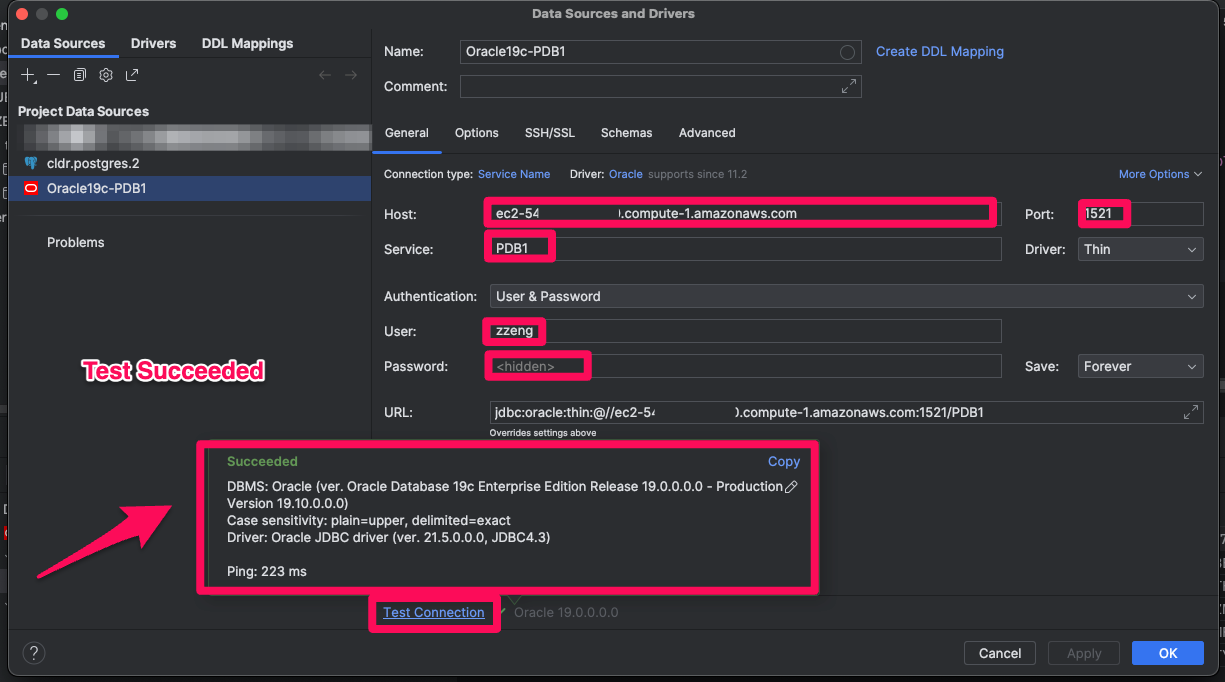 Data Sources and Drivers
Data Sources Drivers DDL Mappings
Project Data Sources
cldr.postgres.2
Oracle19c-PDB1
Problems
Test Succeeded
Name: Oracle19c-PDB1 Create DDL Mapping
Comment:
General Options SSH/SSL Schemas Advanced
Connection type: Service Name Driver: Oracle supports since 11.2 More Options
Host: ec2-54 .compute-1.amazonaws.com Port: 1521
Service: PDB1 Driver: Thin
Authentication: User & Password
User: zzeng
Password: <hidden> Save: Forever
URL: jdbc:oracle:thin:@//ec2-54 .compute-1.amazonaws.com:1521/PDB1
Overrides settings above
Succeeded Copy
DBMS: Oracle (ver. Oracle Database 19c Enterprise Edition Release 19.0.0.0.0 - Production
Version 19.10.0.0.0)
Case sensitivity: plain=upper, delimited=exact
Driver: Oracle JDBC driver (ver. 21.5.0.0.0, JDBC4.3)
Ping: 223 ms
Test Connection Oracle 19.0.0.0.0
? Cancel Apply OK